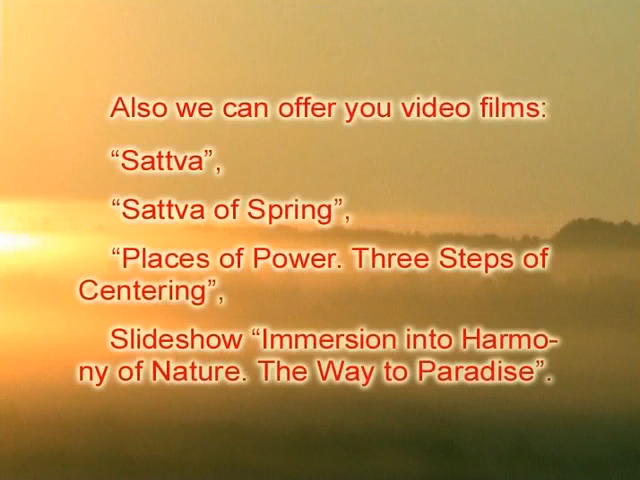 Also we can offer you video films:
“Sattva”,
“Sattva of Spring”,
“Places of Power. Three Steps of
Centering”,
Slideshow “Immersion into Harmo-
ny of Nature. The Way to Paradise”.